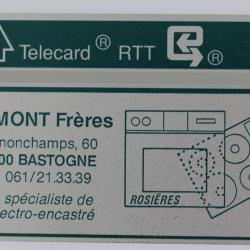 Telecard® RTT ®
MONT Frères
nonchamps, 60
00 BASTOGNE
061/21.33.39
spécialiste de
ectro-encastré
ROSIÈRES